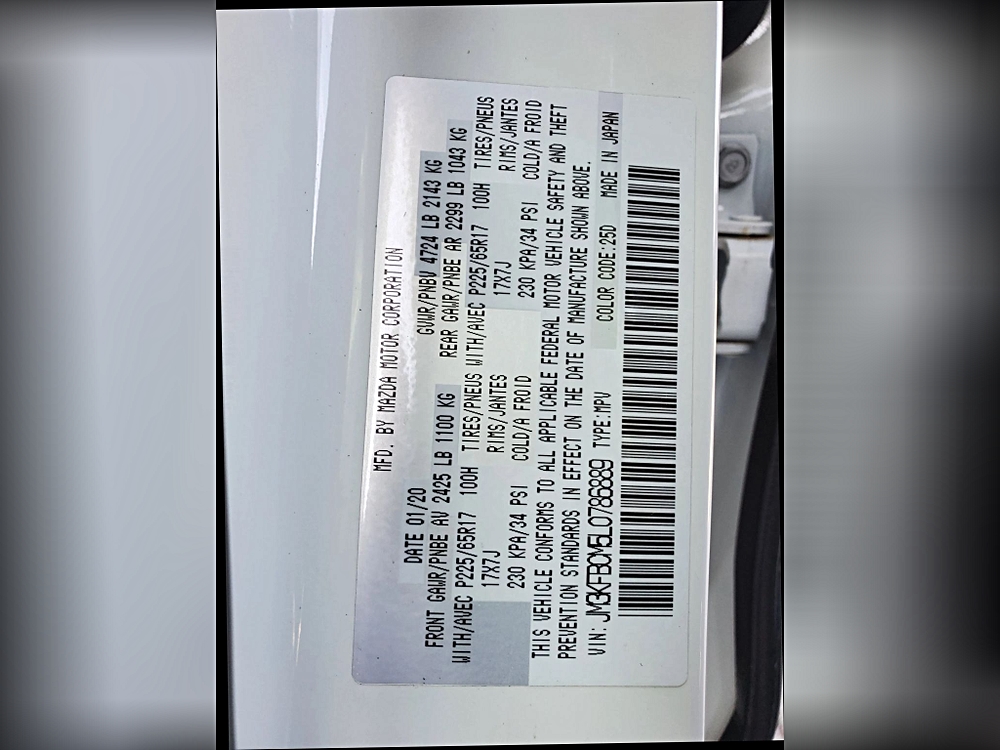 MFD. BY MAZDA MOTOR CORPORATION
DATE 01/20 GVWR/PNBV 4724 LB 2143 KG
FRONT GAWR/PNBE AV 2425 LB 1100 KG REAR GAWR/PNBE AR 2299 LB 1043 KG
WITH/AVEC P225/65R17 100H TIRES/PNEUS WITH/AVEC P225/65R17 100H TIRES/PNEUS
17X7J RIMS/JANTES 17X7J RIMS/JANTES
230 KPA/34 PSI COLD/A FROID 230 KPA/34 PSI COLD/A FROID
THIS VEHICLE CONFORMS TO ALL APPLICABLE FEDERAL MOTOR VEHICLE SAFETY AND THEFT
PREVENTION STANDARDS IN EFFECT ON THE DATE OF MANUFACTURE SHOWN ABOVE.
VIN: JM3KFBCM5L0786889 TYPE:MPV COLOR CODE:25D MADE IN JAPAN